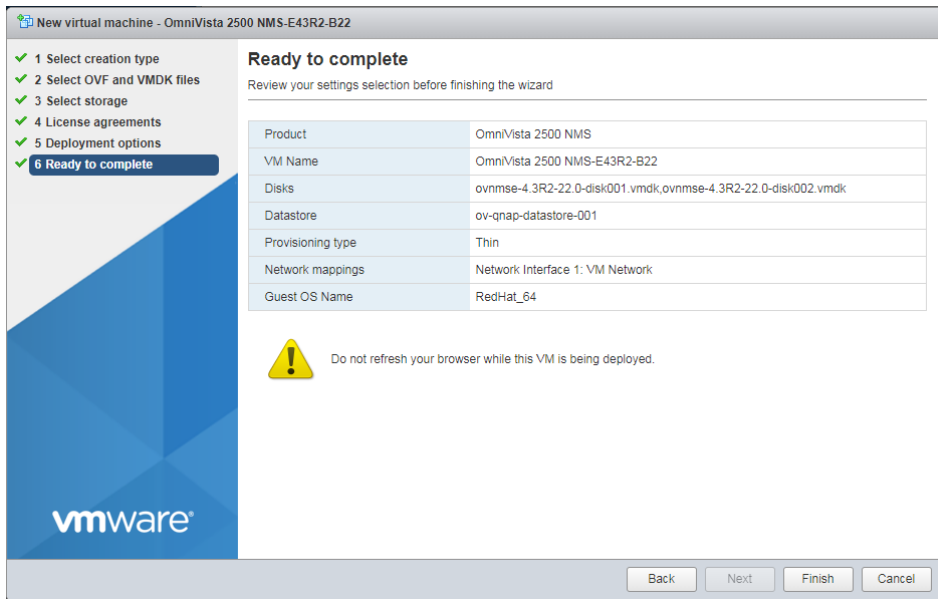 New virtual machine - OmniVista 2500 NMS-E43R2-B22
1 Select creation type
2 Select OVF and VMDK files
3 Select storage
4 License agreements
5 Deployment options
6 Ready to complete
Ready to complete
Review your settings selection before finishing the wizard
Product OmniVista 2500 NMS
VM Name OmniVista 2500 NMS-E43R2-B22
Disks ovnmse-4.3R2-22.0-disk001.vmdk,ovnmse-4.3R2-22.0-disk002.vmdk
Datastore ov-qnap-datastore-001
Provisioning type Thin
Network mappings Network Interface 1: VM Network
Guest OS Name RedHat_64
Do not refresh your browser while this VM is being deployed.
vmware®
Back Next Finish Cancel